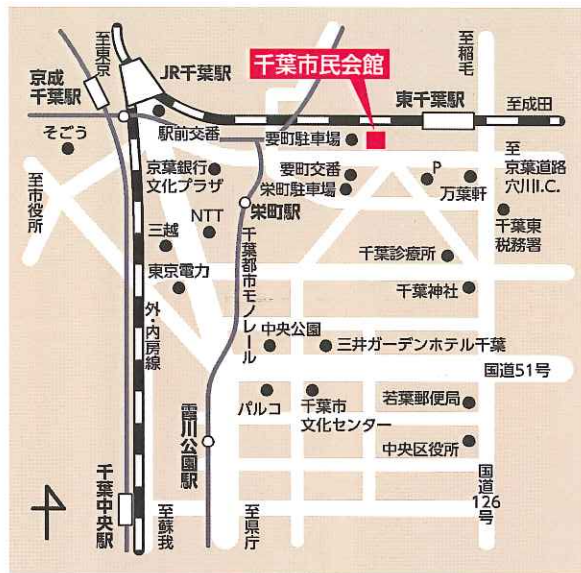 至東京
京成
千葉駅
JR千葉駅
千葉市民会館
東千葉駅
至稲毛
至成田
そごう
駅前交番
要町駐車場
至
京葉道路
穴川I.C.
京葉銀行
文化プラザ
要町交番
栄町駐車場
P
万葉軒
至市役所
栄町駅
NTT
三越
千葉東
税務署
千葉診療所
東京電力
千葉神社
千葉都市モノレール
外・内房線
中央公園
三井ガーデンホテル千葉
国道51号
パルコ
千葉市
文化センター
若葉郵便局
中央区役所
葭川公園駅
千葉中央駅
至蘇我
至県庁
国道
126
号